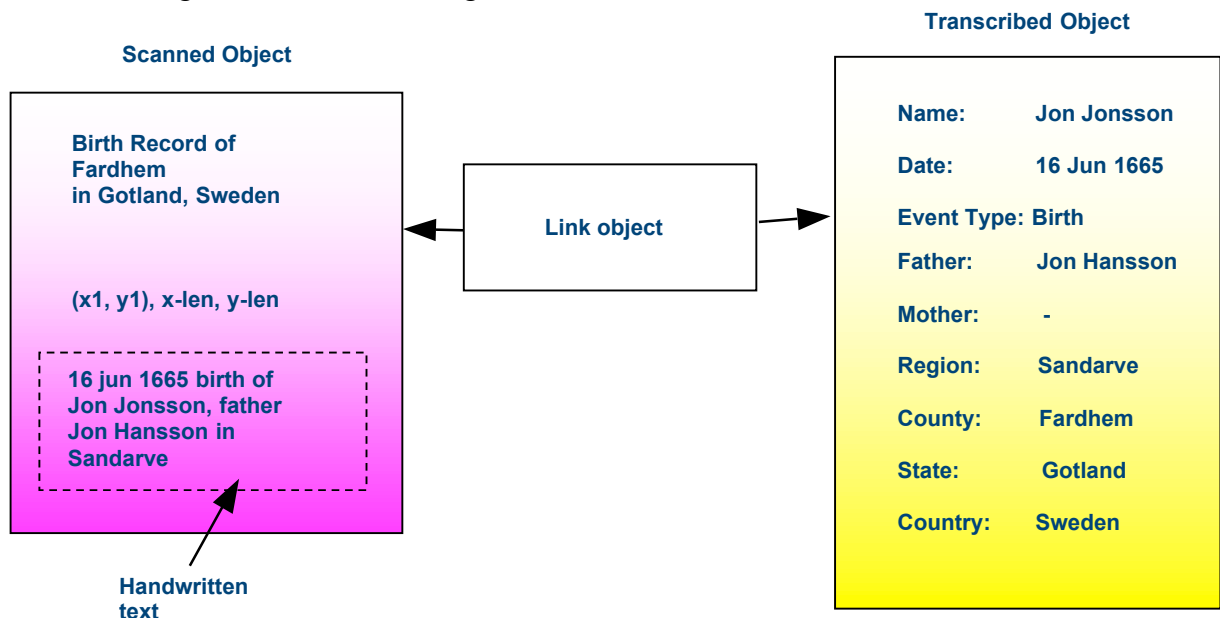 Transcribed Object
Scanned Object
Birth Record of
Fardhem
in Gotland, Sweden
(x1, y1), x-len, y-len
16 jun 1665 birth of
Jon Jonsson, father
Jon Hansson in
Sandarve
Handwritten
text
Link object
Name: Jon Jonsson
Date: 16 Jun 1665
Event Type: Birth
Father: Jon Hansson
Mother: -
Region: Sandarve
County: Fardhem
State: Gotland
Country: Sweden